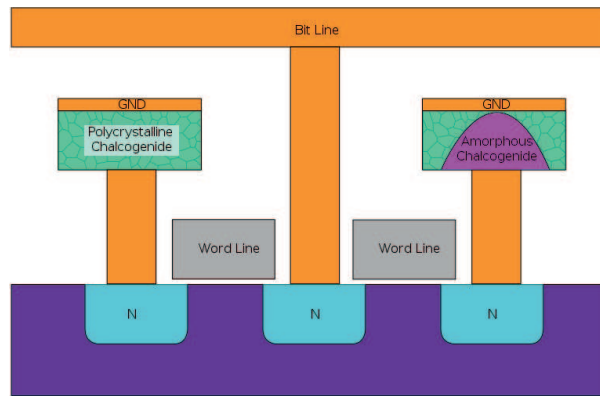 Bit Line
GND
GND
Polycrystalline
Chalcogenide
Amorphous
Chalcogenide
Word Line
Word Line
N
N
N